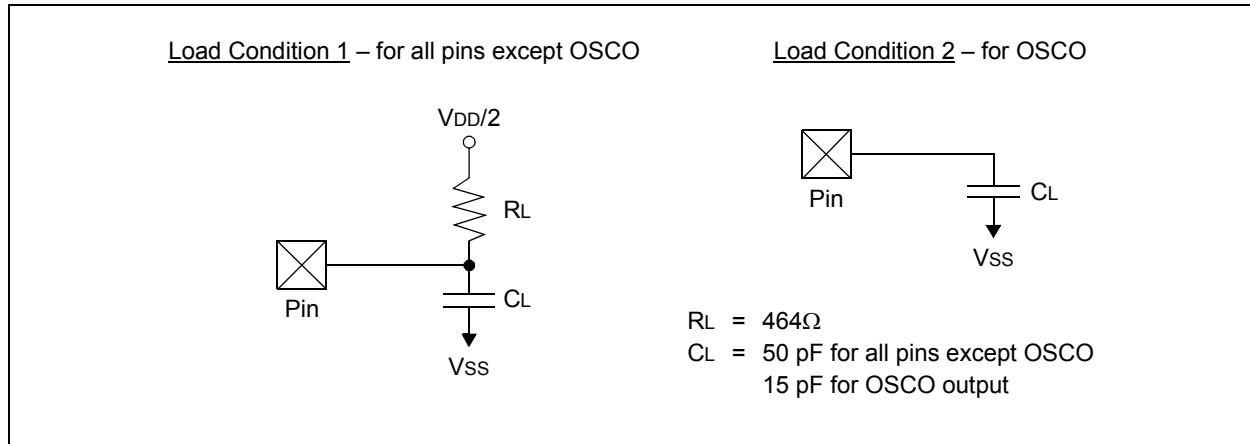 Load Condition 1 – for all pins except OSCO
VDD/2
RL
Pin
CL
VSS
Load Condition 2 – for OSCO
Pin
CL
VSS
RL = 464Ω
CL = 50 pF for all pins except OSCO
15 pF for OSCO output